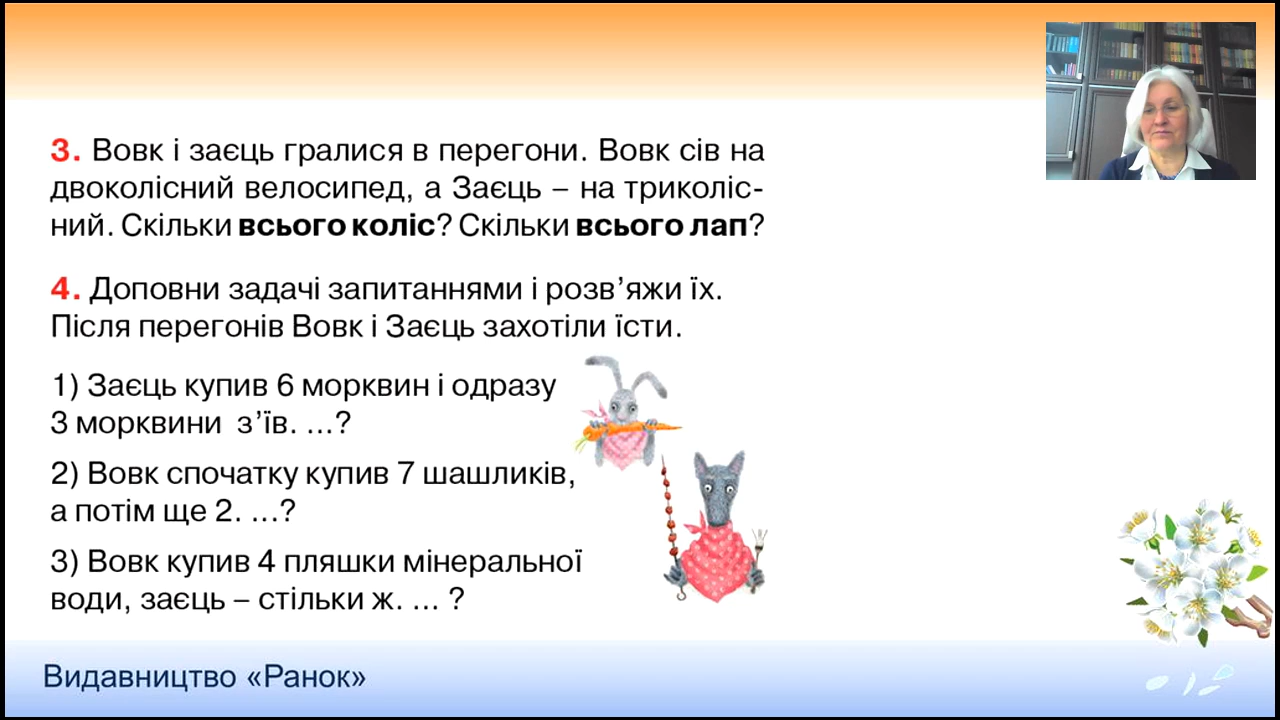 3. Вовк і заєць гралися в перегони. Вовк сів на
двоколісний велосипед, а Заєць – на триколіс-
ний. Скільки всього коліс? Скільки всього лап?
4. Доповни задачі запитаннями і розв’яжи їх.
Після перегонів Вовк і Заєць захотіли їсти.
1) Заєць купив 6 морквин і одразу
3 морквини з’їв. ...?
2) Вовк спочатку купив 7 шашликів,
а потім ще 2. ...?
3) Вовк купив 4 пляшки мінеральної
води, заєць – стільки ж. ... ?
Видавництво «Ранок»